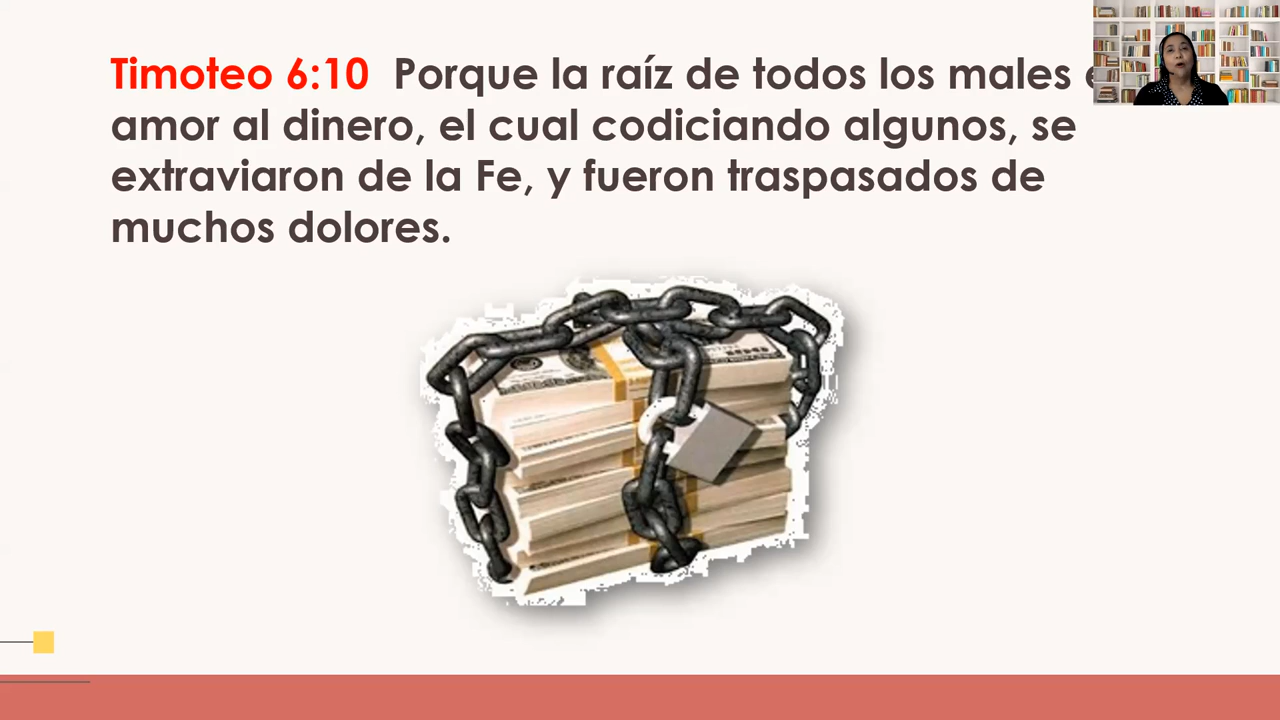 Timoteo 6:10 Porque la raíz de todos los males
amor al dinero, el cual codiciando algunos, se
extraviaron de la Fe, y fueron traspasados de
muchos dolores.
100